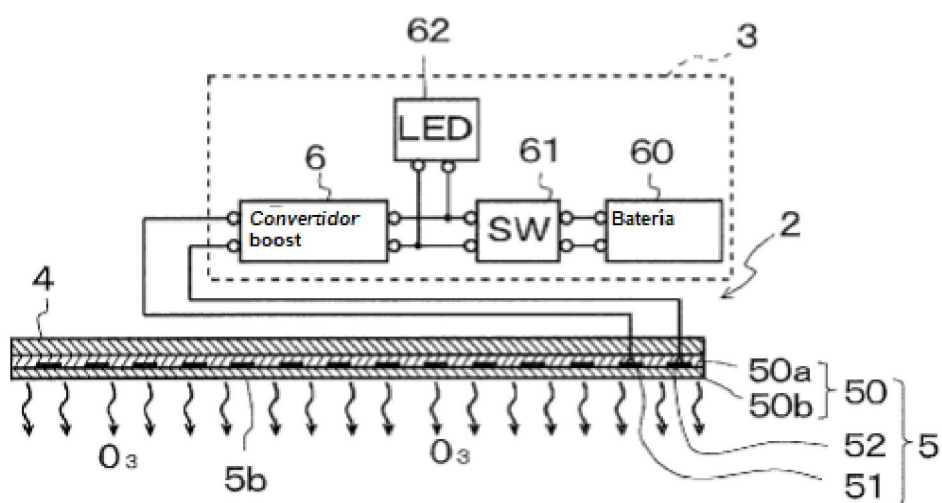 62
3
LED
6
61
60
Convertidor
boost
SW
Bateria
2
4
50a
50
50b
5
52
51
O3
O3
5b